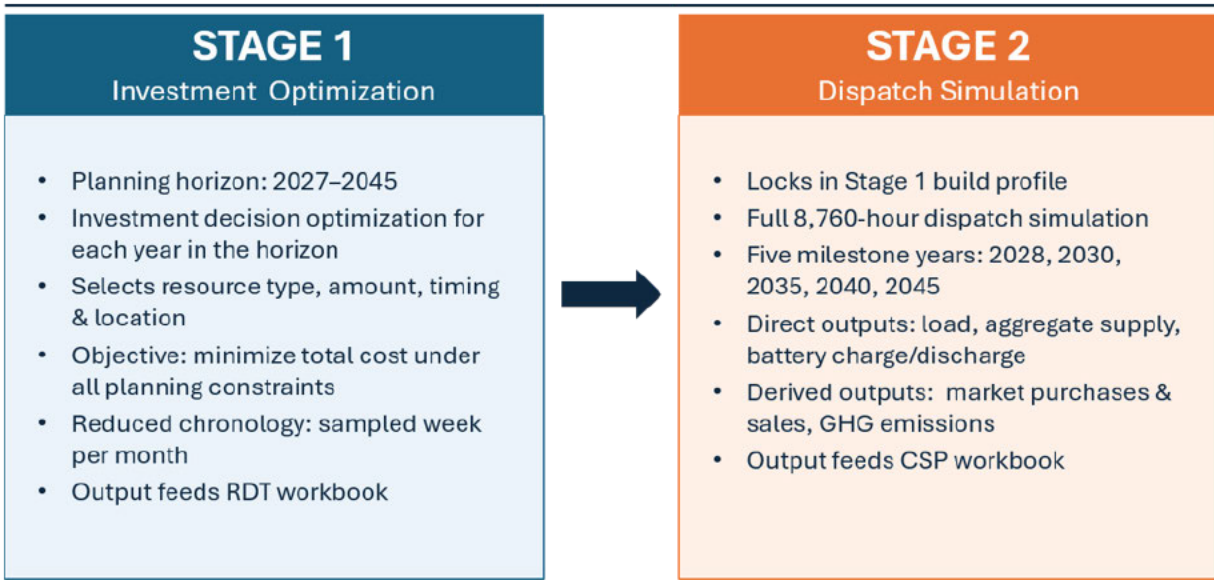 STAGE 1
Investment Optimization
• Planning horizon: 2027–2045
• Investment decision optimization for
each year in the horizon
• Selects resource type, amount, timing
& location
• Objective: minimize total cost under
all planning constraints
• Reduced chronology: sampled week
per month
• Output feeds RDT workbook
STAGE 2
Dispatch Simulation
• Locks in Stage 1 build profile
• Full 8,760-hour dispatch simulation
• Five milestone years: 2028, 2030,
2035, 2040, 2045
• Direct outputs: load, aggregate supply,
battery charge/discharge
• Derived outputs: market purchases &
sales, GHG emissions
• Output feeds CSP workbook